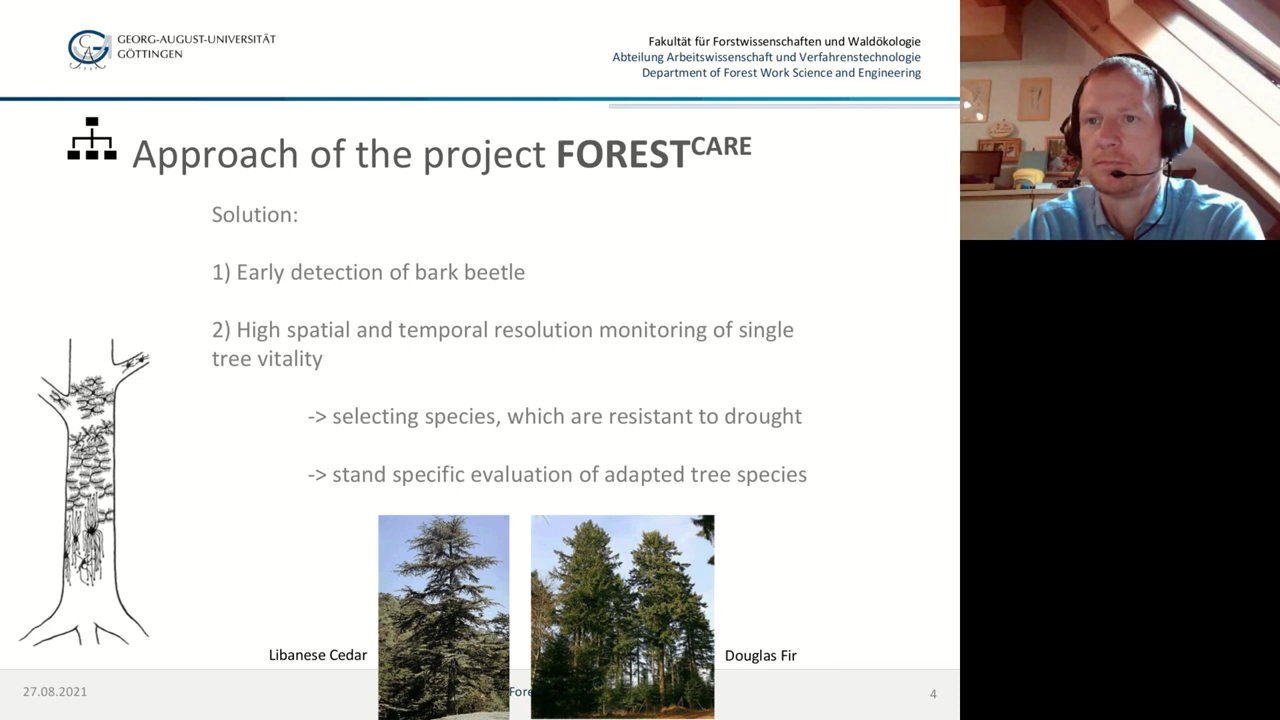 GEORG-AUGUST-UNIVERSITÄT
GÖTTINGEN
Fakultät für Forstwissenschaften und Waldökologie
Abteilung Arbeitswissenschaft und Verfahrenstechnologie
Department of Forest Work Science and Engineering
Approach of the project FORESTCARE
Solution:
1) Early detection of bark beetle
2) High spatial and temporal resolution monitoring of single
tree vitality
-> selecting species, which are resistant to drought
-> stand specific evaluation of adapted tree species
Libanese Cedar
Douglas Fir
27.08.2021
4